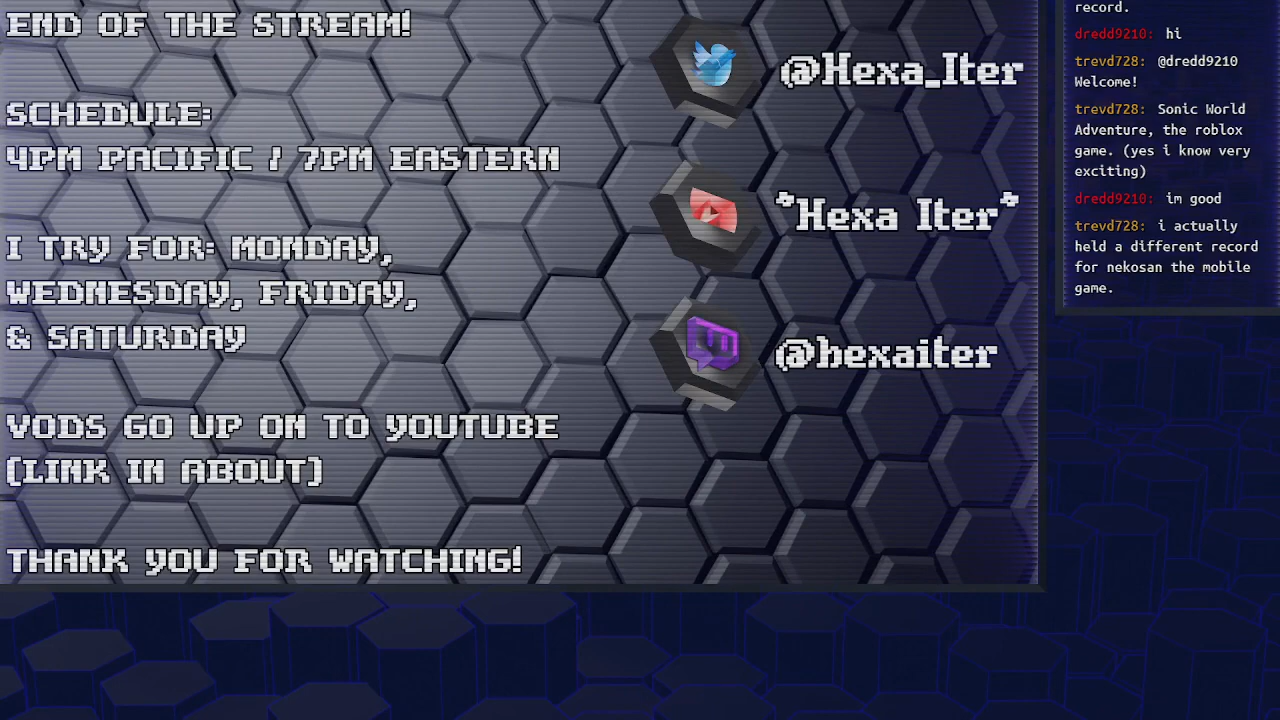 END OF THE STREAM!
SCHEDULE:
4PM PACIFIC / 7PM EASTERN
I TRY FOR: MONDAY,
WEDNESDAY, FRIDAY,
& SATURDAY
VODS GO UP ON TO YOUTUBE
(LINK IN ABOUT)
THANK YOU FOR WATCHING!
@Hexa_Iter
*Hexa Iter*
@hexaiter
record.
dredd9210: hi
trevd728: @dredd9210
Welcome!
trevd728: Sonic World
Adventure, the roblox
game. (yes i know very
exciting)
dredd9210: im good
trevd728: i actually
held a different record
for nekosan the mobile
game.